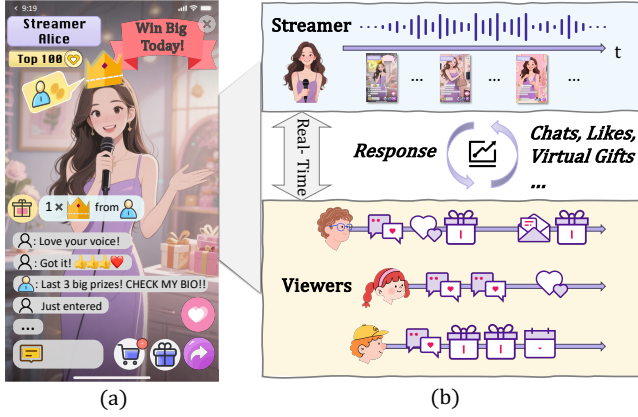 9:19
Streamer
Alice
Top 100
Win Big
Today!
1 × from
: Love your voice!
: Got it!
: Last 3 big prizes! CHECK MY BIO!!
: Just entered
...
(a)
Streamer
... ... ...
t
Real- Time
Response
Chats, Likes,
Virtual Gifts
...
Viewers
(b)